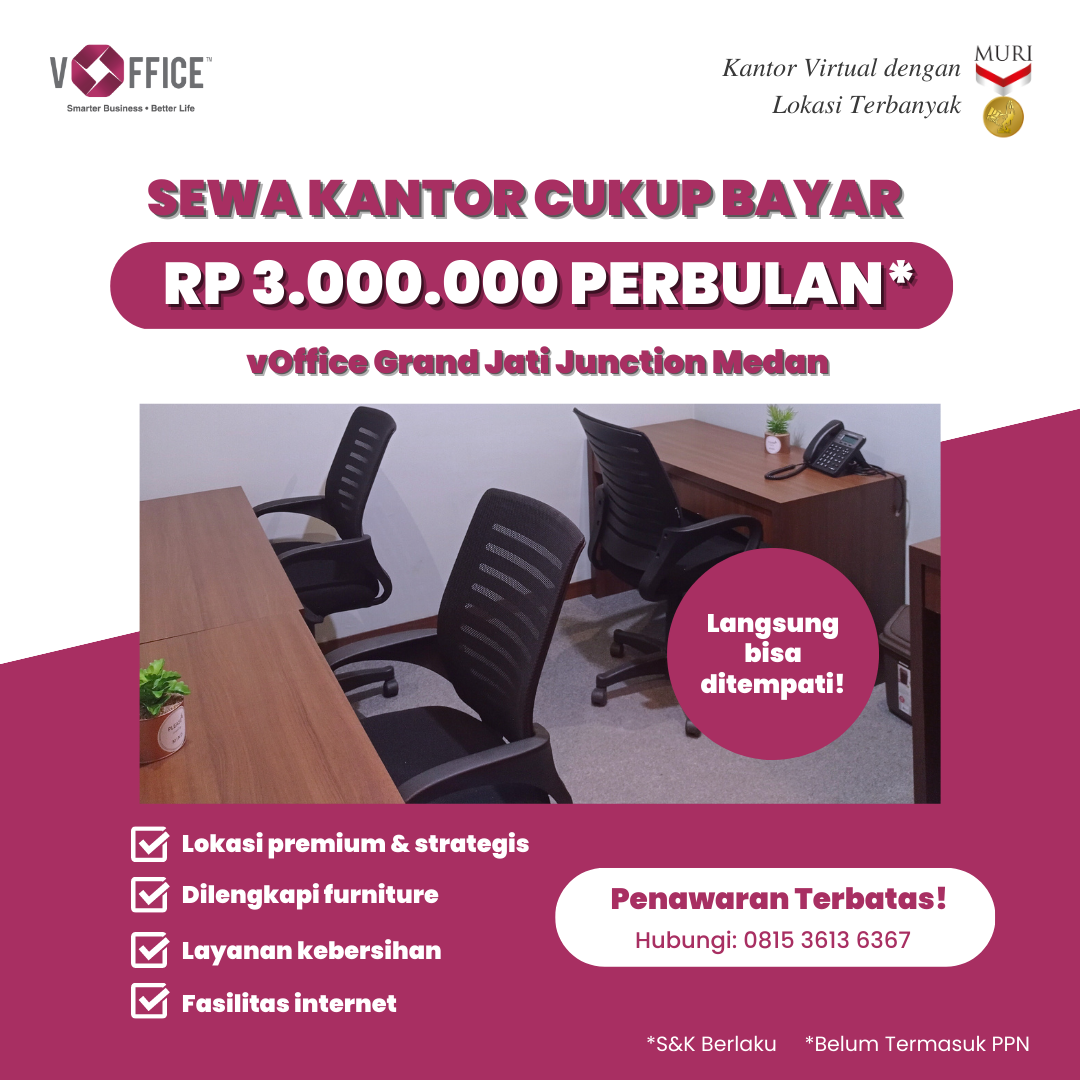 VOFFICE™
Smarter Business • Better Life
Kantor Virtual dengan
Lokasi Terbanyak
MURI
SEWA KANTOR CUKUP BAYAR
RP 3.000.000 PERBULAN*
vOffice Grand Jati Junction Medan
Langsung
bisa
ditempati!
Lokasi premium & strategis
Dilengkapi furniture
Layanan kebersihan
Fasilitas internet
Penawaran Terbatas!
Hubungi: 0815 3613 6367
*S&K Berlaku
*Belum Termasuk PPN